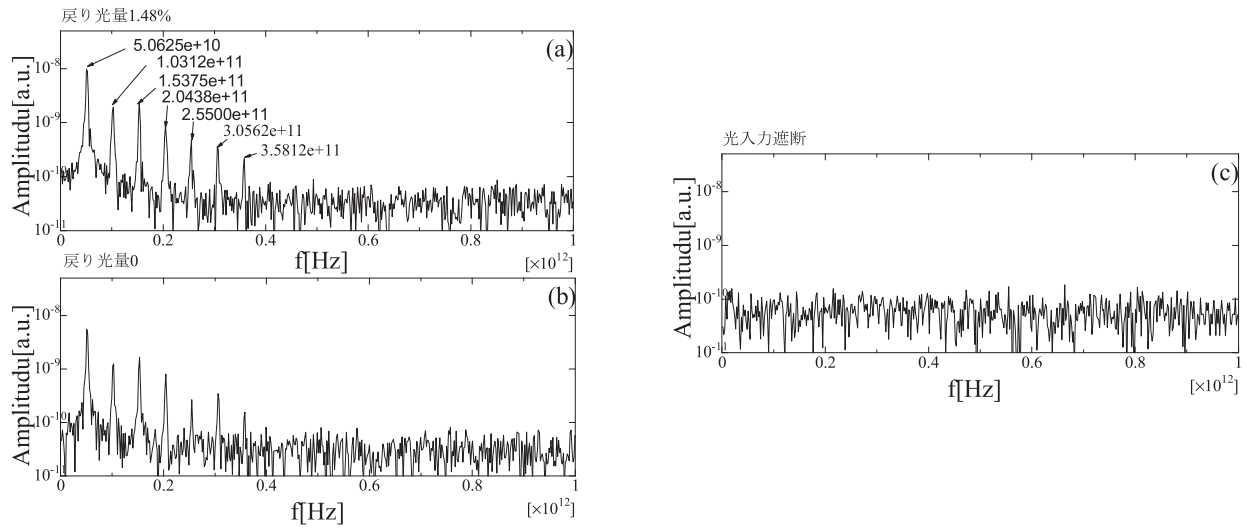 戻り光量1.48%
(a)
5.0625e+10
1.0312e+11
1.5375e+11
2.0438e+11
2.5500e+11
3.0562e+11
3.5812e+11
Amplitudu[a.u.]
10-8
10-9
10-10
10-11
0 0.2 0.4 0.6 0.8 1
f[Hz]
[×10¹²]
戻り光量0
(b)
Amplitudu[a.u.]
10-8
10-9
10-10
10-11
0 0.2 0.4 0.6 0.8 1
f[Hz]
[×10¹²]
光入力遮断
(c)
Amplitudu[a.u.]
10-8
10-9
10-10
10-11
0 0.2 0.4 0.6 0.8 1
f[Hz]
[×10¹²]